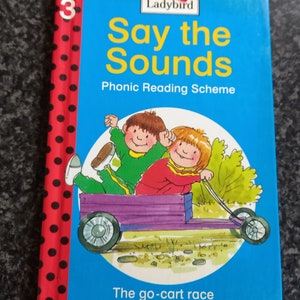 3
Ladybird
Say the
Sounds
Phonic Reading Scheme
The go-cart race